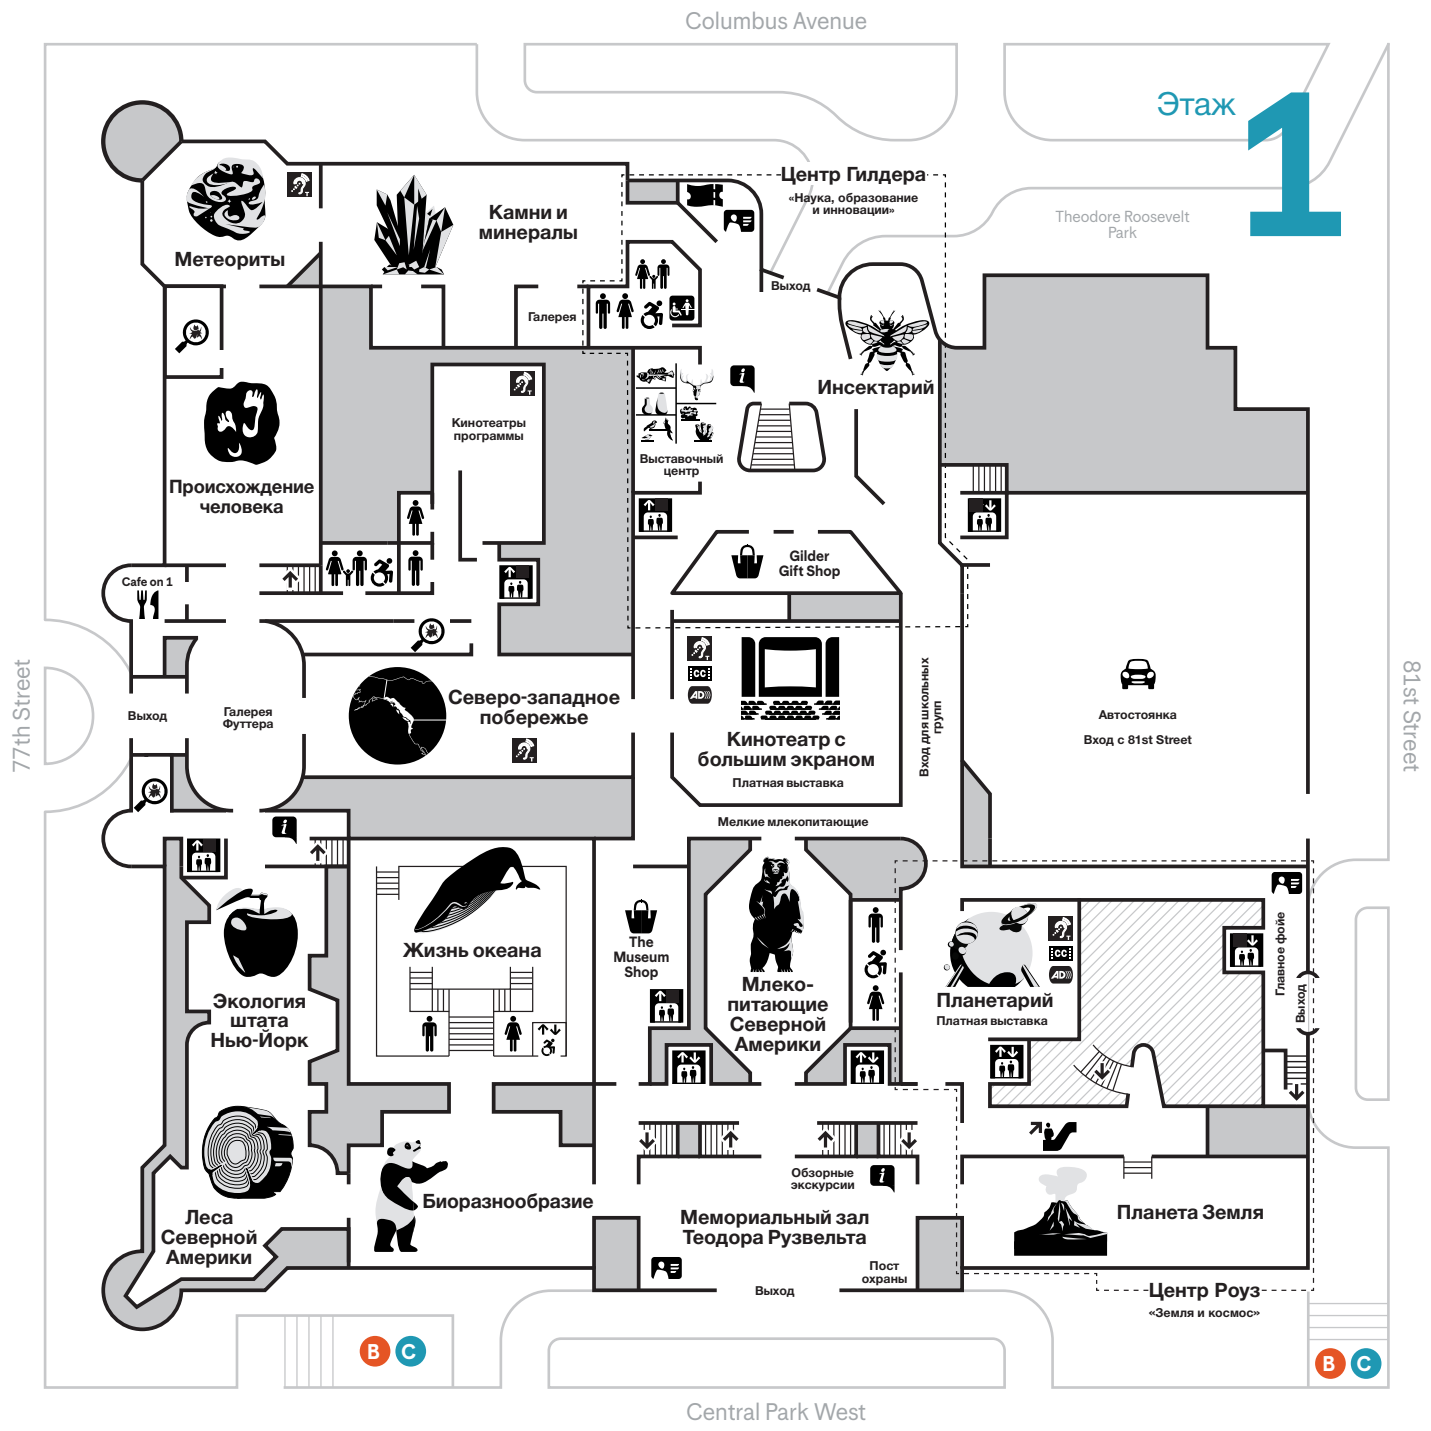 Columbus Avenue
Этаж
1
Центр Гилдера
«Наука, образование
и инновации»
Theodore Roosevelt
Park
Камни и
минералы
Метеориты
Выход
Галерея
i
Инсектарий
Кинотеатры
программы
Выставочный
центр
Происхождение
человека
Gilder
Gift Shop
Cafe on 1
T
CC
AD
Северо-западное
побережье
T
Галерея
Футтера
Выход
77th Street
Кинотеатр с
большим экраном
Платная выставка
Вход для школьных
групп
Автостоянка
Вход с 81st Street
81st Street
Мелкие млекопитающие
i
Жизнь океана
The
Museum
Shop
Млеко-
питающие
Северной
Америки
T
CC
AD
Планетарий
Платная выставка
Главное фойе
Выход
Экология
штата
Нью-Йорк
Обзорные
экскурсии
i
Биоразнообразие
Леса
Северной
Америки
Мемориальный зал
Теодора Рузвельта
Планета Земля
Пост
охраны
Выход
Центр Роуз
«Земля и космос»
B C
B C
Central Park West